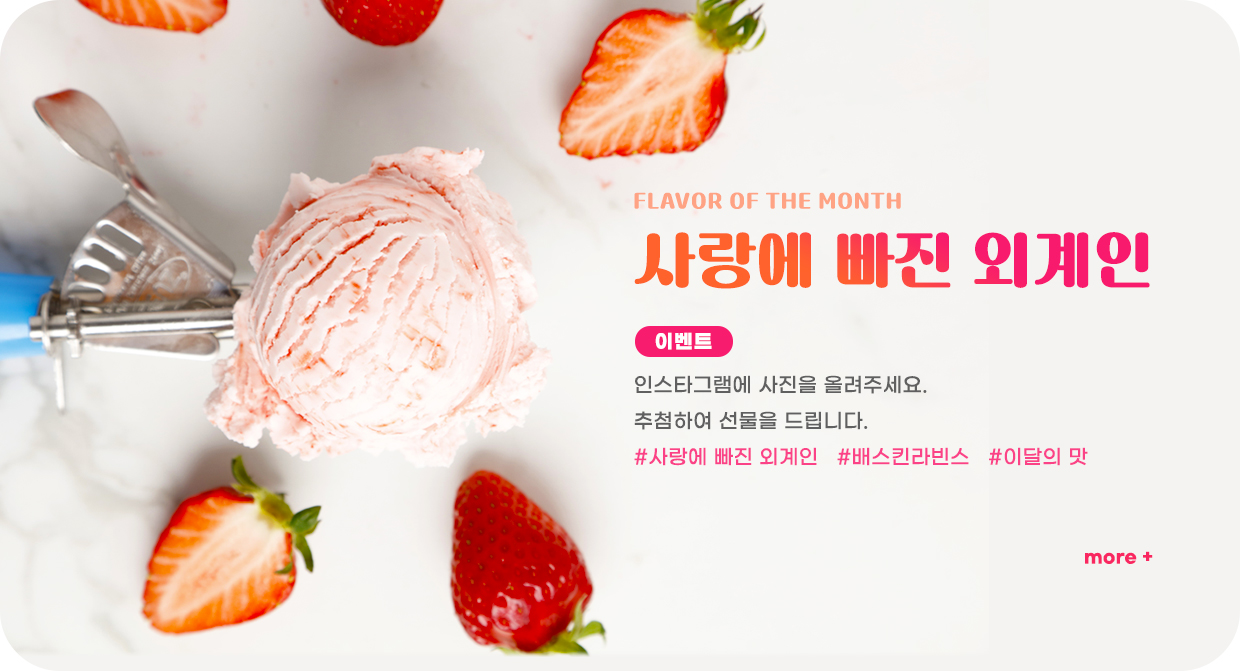 FLAVOR OF THE MONTH
사랑에 빠진 외계인
이벤트
인스타그램에 사진을 올려주세요.
추첨하여 선물을 드립니다.
#사랑에 빠진 외계인 #배스킨라빈스 #이달의 맛
more +